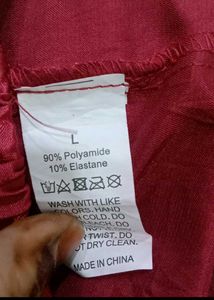 L
90% Polyamide
10% Elastane
WASH WITH LIKE
COLORS. HAND
COLD. DO
TWIST. DO
NOT DRY CLEAN.
MADE IN CHINA